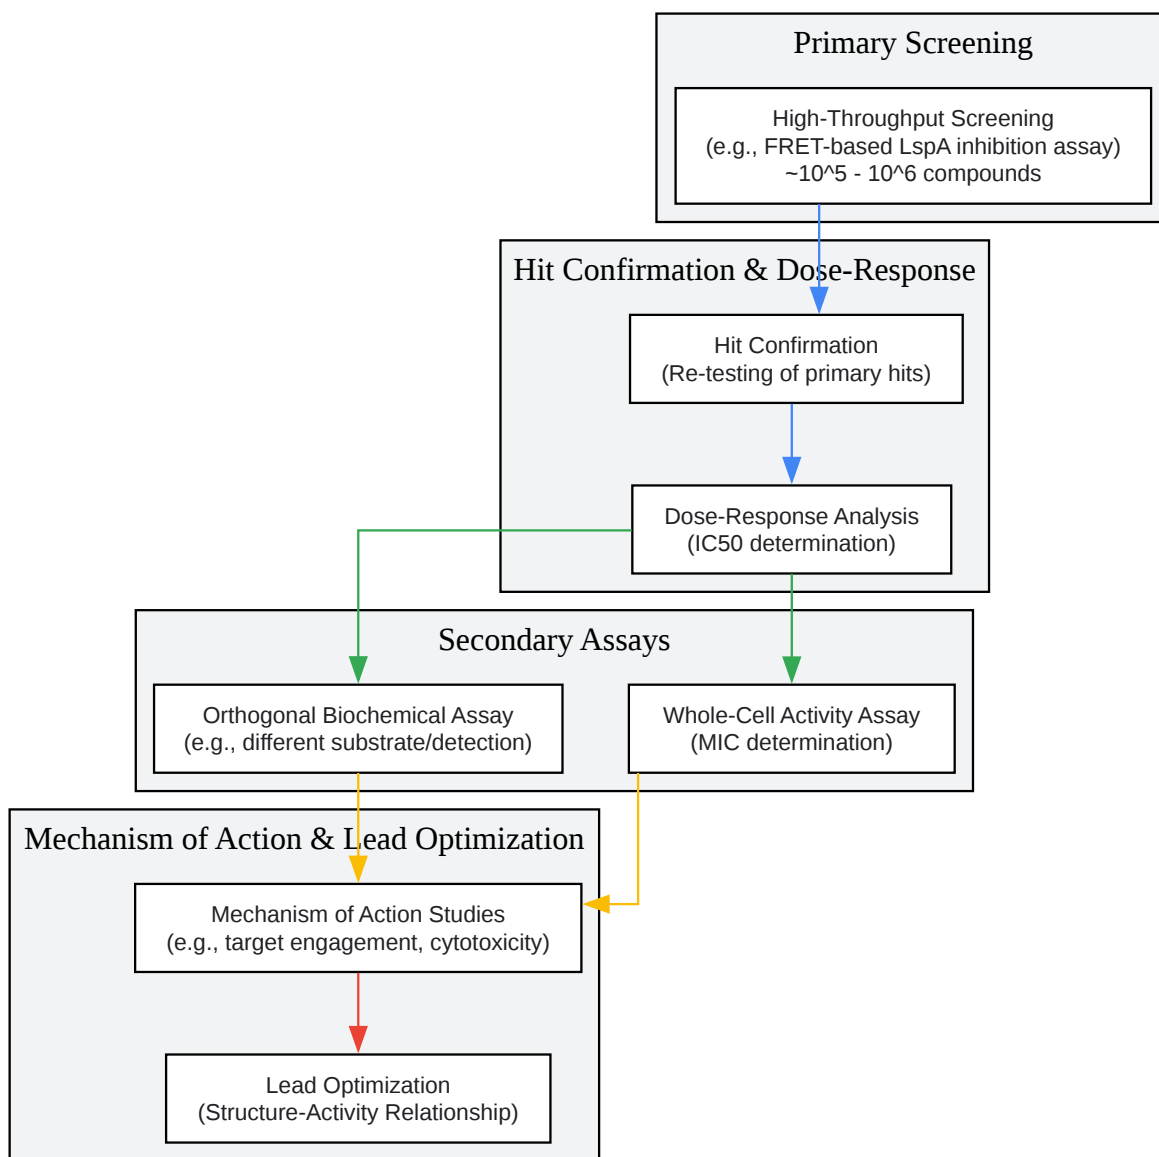 Primary Screening
High-Throughput Screening
(e.g., FRET-based LspA inhibition assay)
~10^5 - 10^6 compounds
Hit Confirmation & Dose-Response
Hit Confirmation
(Re-testing of primary hits)
Dose-Response Analysis
(IC50 determination)
Secondary Assays
Orthogonal Biochemical Assay
(e.g., different substrate/detection)
Whole-Cell Activity Assay
(MIC determination)
Mechanism of Action & Lead Optimization
Mechanism of Action Studies
(e.g., target engagement, cytotoxicity)
Lead Optimization
(Structure-Activity Relationship)